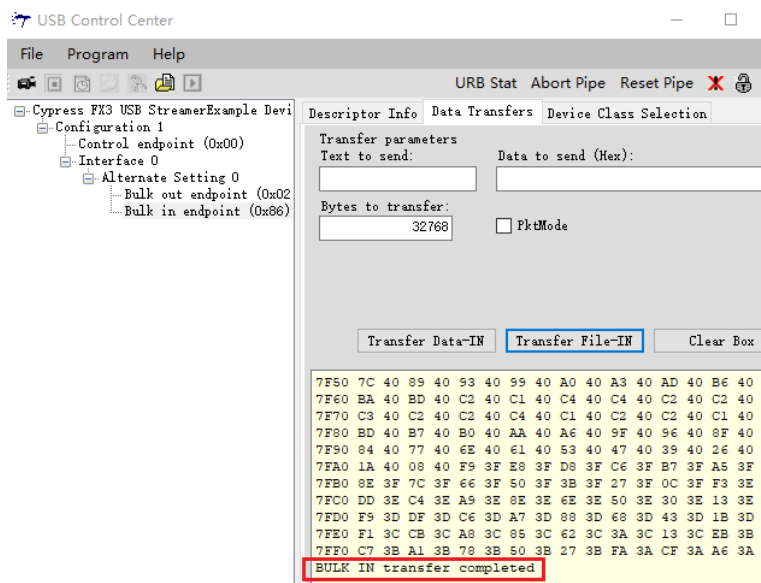 USB Control Center
File Program Help
URB Stat Abort Pipe Reset Pipe
Cypress FX3 USB StreamerExample Devi
Configuration 1
Control endpoint (0x00)
Interface 0
Alternate Setting 0
Bulk out endpoint (0x02
Bulk in endpoint (0x86)
Descriptor Info Data Transfers Device Class Selection
Transfer parameters
Text to send: Data to send (Hex):
Bytes to transfer:
32768 PktMode
Transfer Data-IN Transfer File-IN Clear Box
7F50 7C 40 89 40 93 40 99 40 A0 40 A3 40 AD 40 B6 40
7F60 BA 40 BD 40 C2 40 C1 40 C4 40 C4 40 C2 40 C2 40
7F70 C3 40 C2 40 C2 40 C4 40 C1 40 C2 40 C2 40 C1 40
7F80 BD 40 B7 40 B0 40 AA 40 A6 40 9F 40 96 40 8F 40
7F90 84 40 77 40 6E 40 61 40 53 40 47 40 39 40 26 40
7FA0 1A 40 08 40 F9 3F E8 3F D8 3F C6 3F B7 3F A5 3F
7FB0 8E 3F 7C 3F 66 3F 50 3F 3B 3F 27 3F 0C 3F F3 3E
7FC0 DD 3E C4 3E A9 3E 8E 3E 6E 3E 50 3E 30 3E 13 3E
7FD0 F9 3D DF 3D C6 3D A7 3D 88 3D 68 3D 43 3D 1B 3D
7FE0 F1 3C CB 3C A8 3C 85 3C 62 3C 3A 3C 13 3C EB 3B
7FF0 C7 3B A1 3B 78 3B 50 3B 27 3B FA 3A CF 3A A6 3A
BULK IN transfer completed